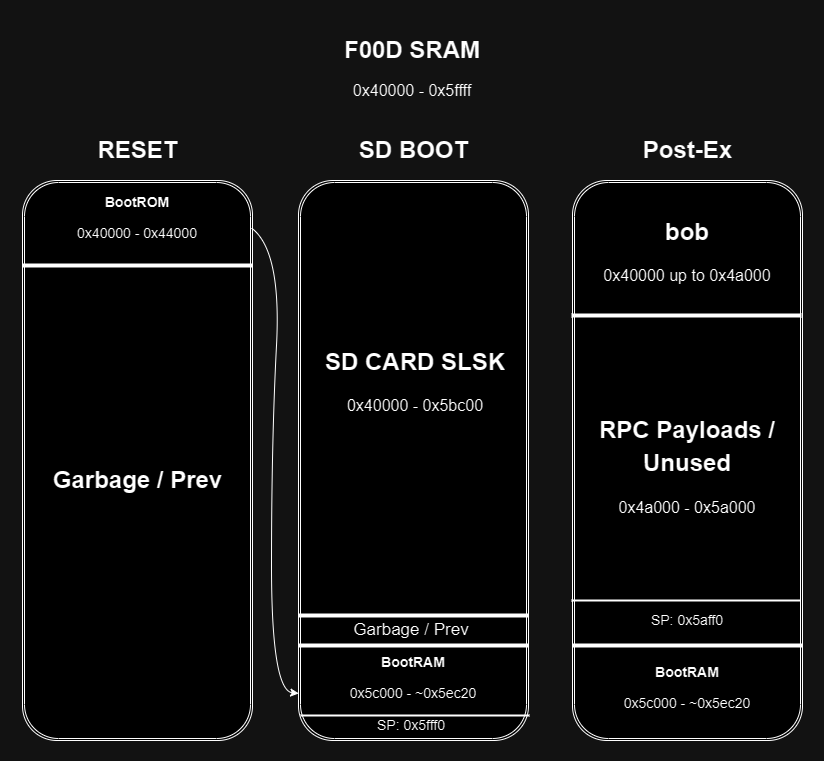 F00D SRAM
0x40000 - 0x5ffff
RESET
BootROM
0x40000 - 0x44000
Garbage / Prev
SD BOOT
SD CARD SLSK
0x40000 - 0x5bc00
Garbage / Prev
BootRAM
0x5c000 - ~0x5ec20
SP: 0x5fff0
Post-Ex
bob
0x40000 up to 0x4a000
RPC Payloads /
Unused
0x4a000 - 0x5a000
SP: 0x5aff0
BootRAM
0x5c000 - ~0x5ec20